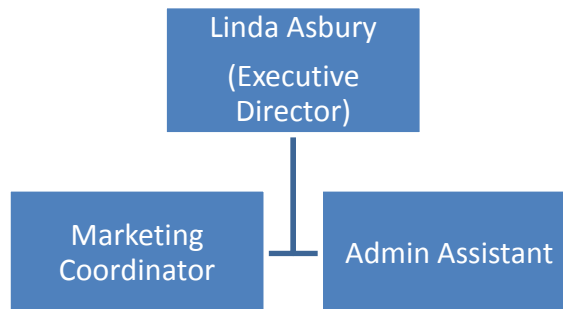 Linda Asbury
(Executive
Director)
Marketing
Coordinator
Admin Assistant